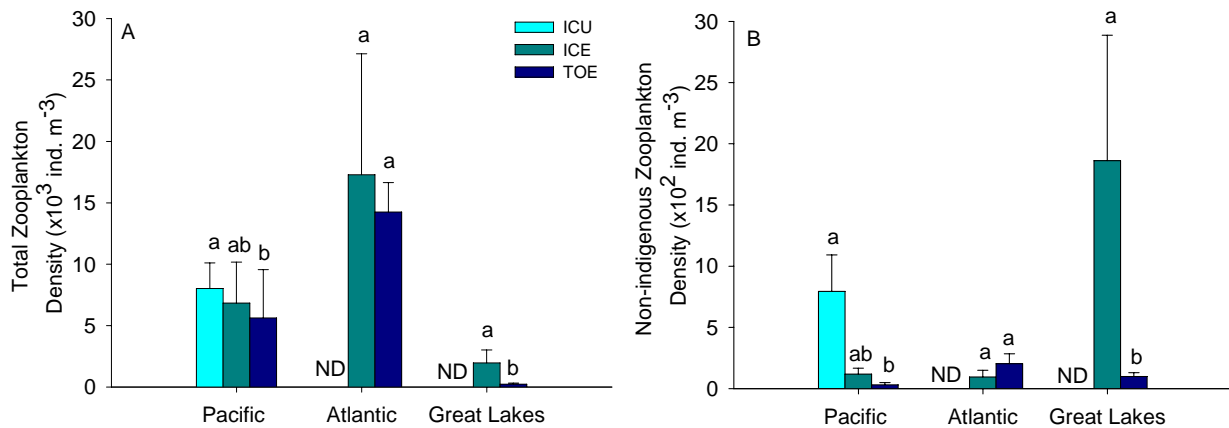 A
Total Zooplankton
Density (x10³ ind. m⁻³)
30
25
20
15
10
5
0
ICU
ICE
TOE
a
ab
b
ND
a
a
ND
a
b
Pacific
Atlantic
Great Lakes
B
Non-indigenous Zooplankton
Density (x10² ind. m⁻³)
30
25
20
15
10
5
0
a
ab
b
ND
a
a
ND
a
b
Pacific
Atlantic
Great Lakes